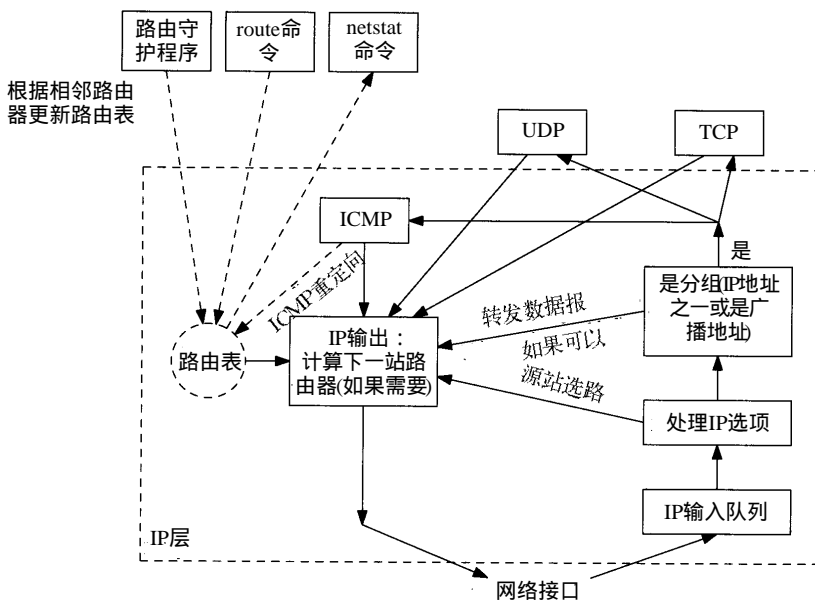 路由守
护程序
route命
令
netstat
命令
根据相邻路由
器更新路由表
UDP
TCP
ICMP
是
ICMP重定向
是分组(IP地址
之一或是广
播地址)
转发数据报
如果可以
IP输出：
计算下一站路
由器(如果需要)
路由表
源站选路
处理IP选项
IP输入队列
IP层
网络接口